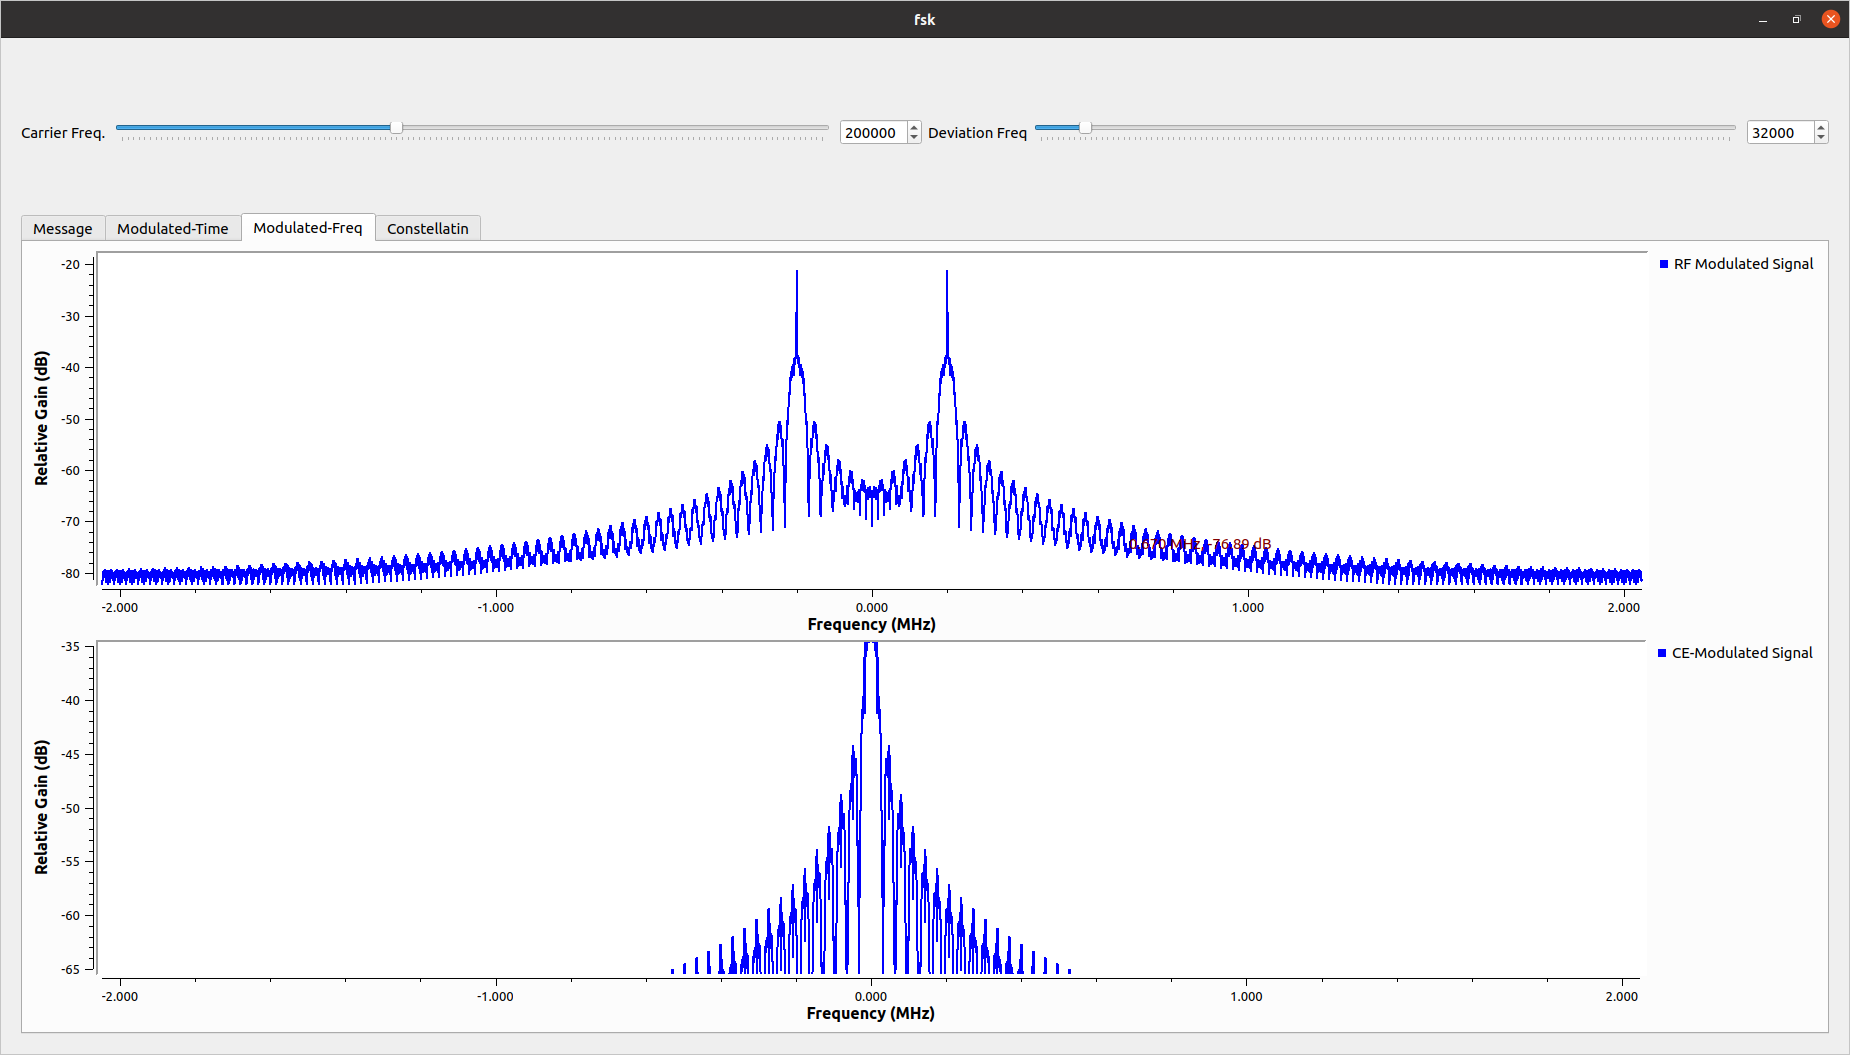 fsk
Carrier Freq.
200000
Deviation Freq
32000
Message
Modulated-Time
Modulated-Freq
Constellatin
-20
-30
-40
-50
-60
-70
-80
Relative Gain (dB)
RF Modulated Signal
-76.89 dB
-2.000
-1.000
0.000
1.000
2.000
Frequency (MHz)
-35
-40
-45
-50
-55
-60
-65
Relative Gain (dB)
CE-Modulated Signal
-2.000
-1.000
0.000
1.000
2.000
Frequency (MHz)